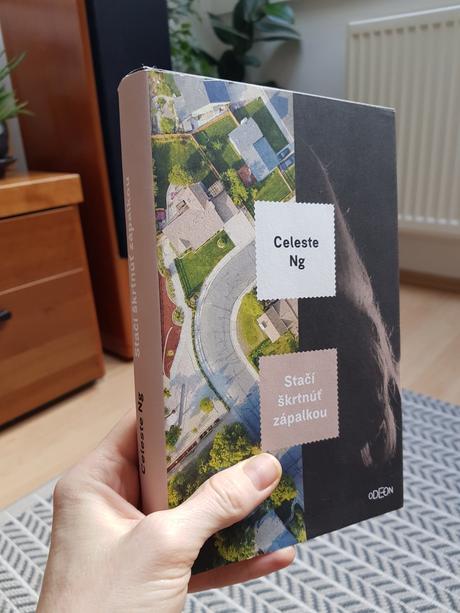 Celeste
Ng
Stačí
škrtnúť
zápalkou
ODEON
Celeste Ng
Stačí škrtnúť zápalkou